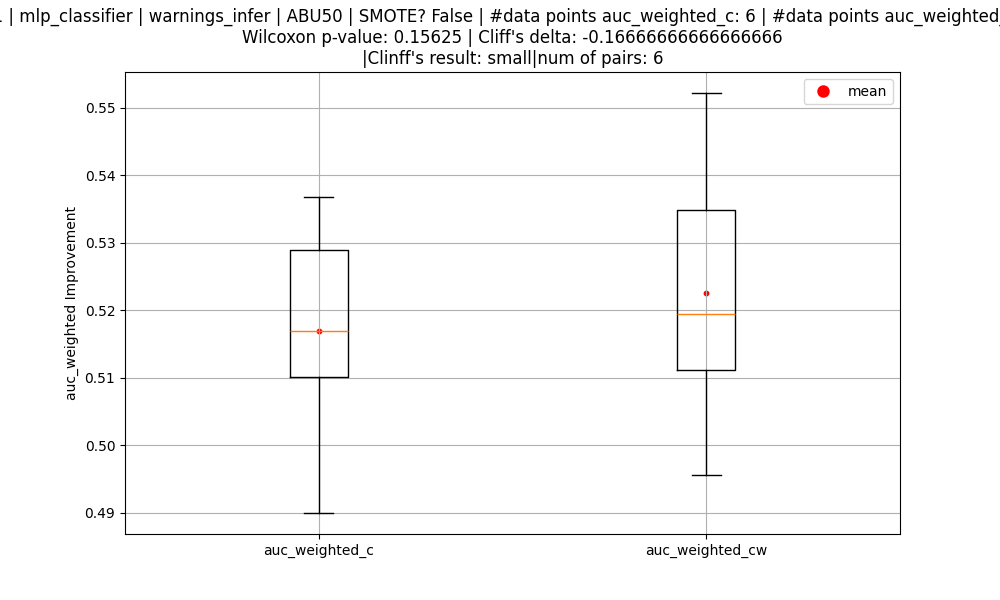 | mlp_classifier | warnings_infer | ABU50 | SMOTE? False | #data points auc_weighted_c: 6 | #data points auc_weighted_
Wilcoxon p-value: 0.15625 | Cliff's delta: -0.16666666666666666
|Clinff's result: small|num of pairs: 6
mean
0.55
0.54
0.53
0.52
0.51
0.50
0.49
auc_weighted Improvement
auc_weighted_c
auc_weighted_cw